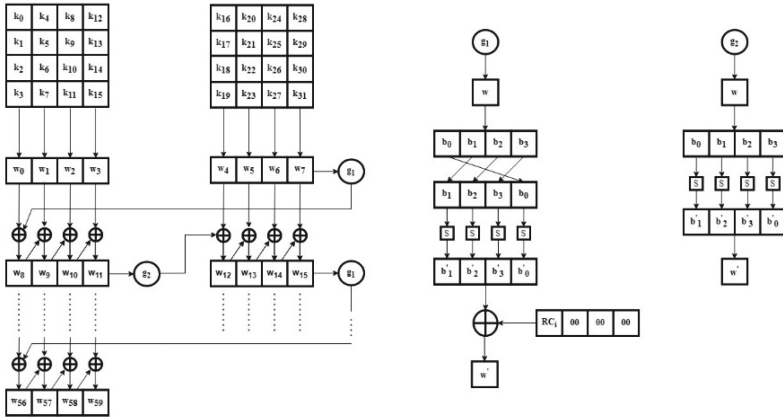 k0 k4 k8 k12
k1 k5 k9 k13
k2 k6 k10 k14
k3 k7 k11 k15
k16 k20 k24 k28
k17 k21 k25 k29
k18 k22 k26 k30
k19 k23 k27 k31
w0 w1 w2 w3
w4 w5 w6 w7
g1
w8 w9 w10 w11
g2
w12 w13 w14 w15
g1
w56 w57 w58 w59
g1
w
b0 b1 b2 b3
b1 b2 b3 b0
S S S S
b'1 b'2 b'3 b'0
RCi 00 00 00
w'
g2
w
b0 b1 b2 b3
S S S S
b'1 b'2 b'3 b'0
w'